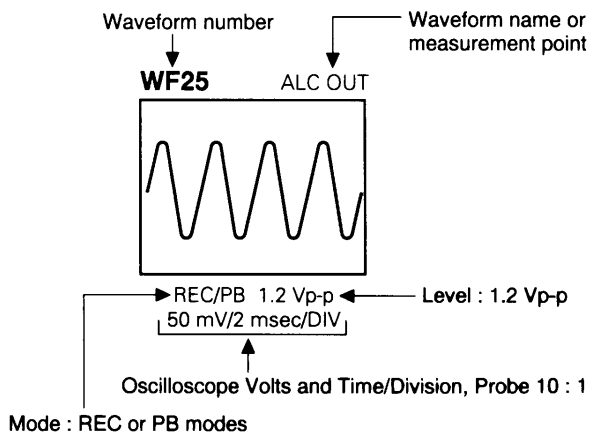 Waveform number
Waveform name or
measurement point
WF25 ALC OUT
REC/PB 1.2 Vp-p
Level : 1.2 Vp-p
50 mV/2 msec/DIV
Oscilloscope Volts and Time/Division, Probe 10 : 1
Mode : REC or PB modes